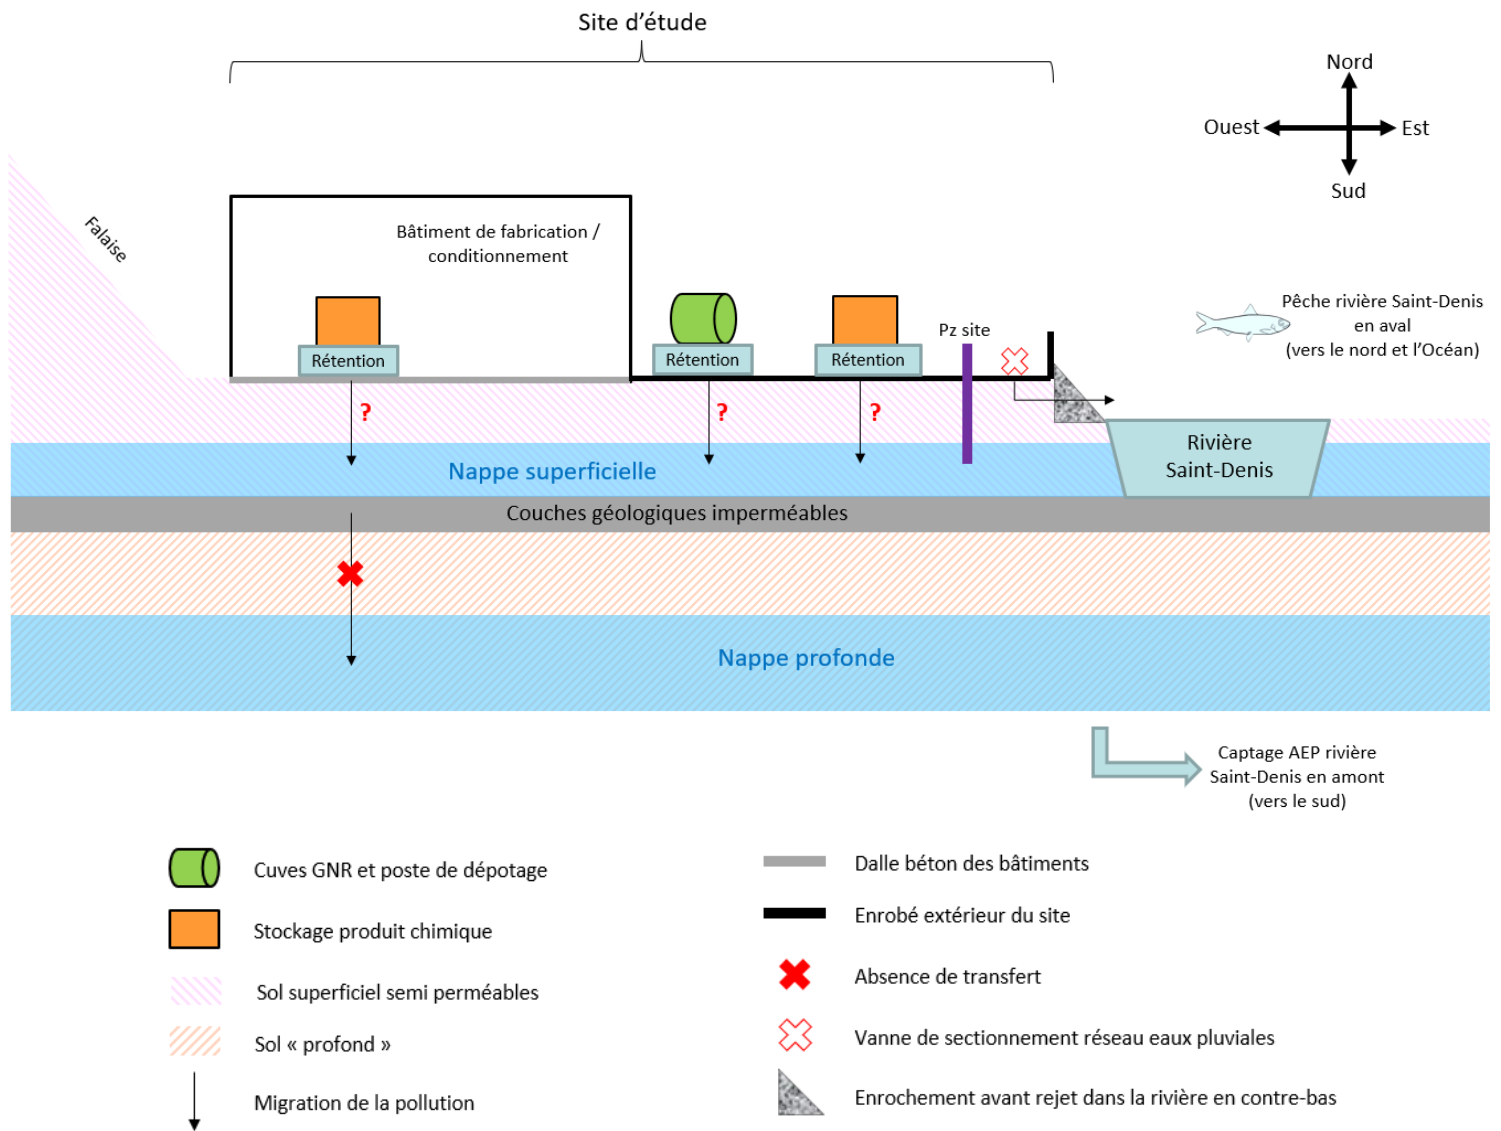 Site d'étude
Nord
Ouest
Est
Sud
Falaise
Bâtiment de fabrication /
conditionnement
Pêche rivière Saint-Denis
en aval
(vers le nord et l'Océan)
Pz site
Rétention
Rétention
Rétention
?
?
?
Rivière
Saint-Denis
Nappe superficielle
Couches géologiques imperméables
Nappe profonde
Captage AEP rivière
Saint-Denis en amont
(vers le sud)
Cuves GNR et poste de dépotage
Stockage produit chimique
Sol superficiel semi perméables
Sol « profond »
Migration de la pollution
Dalle béton des bâtiments
Enrobé extérieur du site
Absence de transfert
Vanne de sectionnement réseau eaux pluviales
Enrochement avant rejet dans la rivière en contre-bas